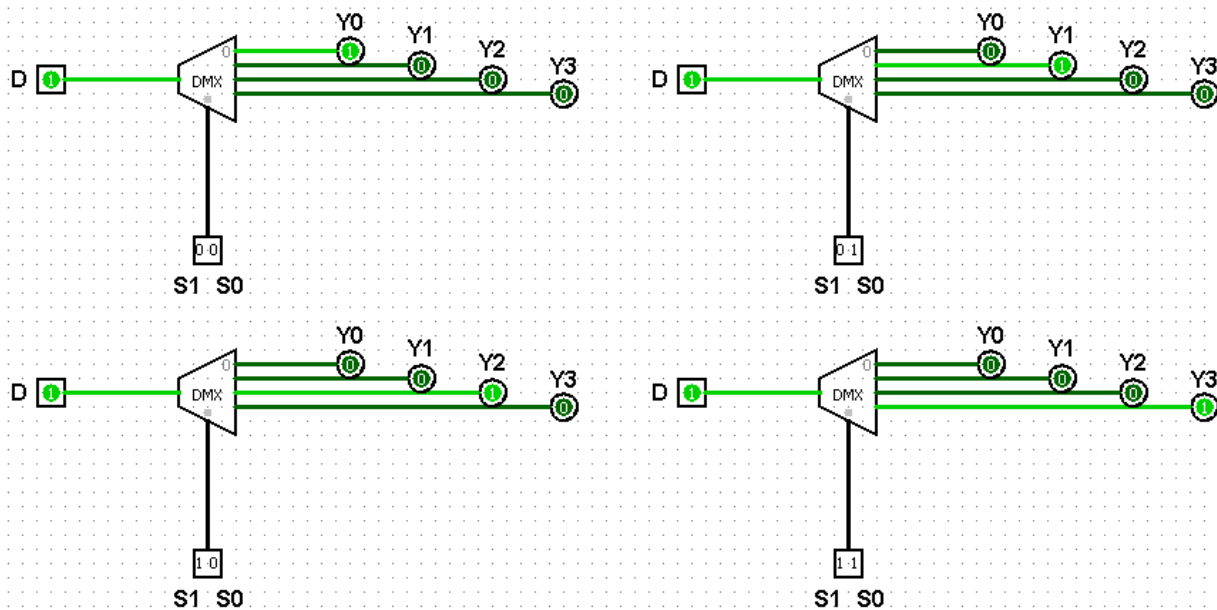 Y0 Y1 Y2 Y3
D 1 DMX 0 1 0 0 0
0 0
S1 S0
Y0 Y1 Y2 Y3
D 1 DMX 0 0 1 0 0
0 1
S1 S0
Y0 Y1 Y2 Y3
D 1 DMX 0 0 0 1 0
1 0
S1 S0
Y0 Y1 Y2 Y3
D 1 DMX 0 0 0 0 1
1 1
S1 S0